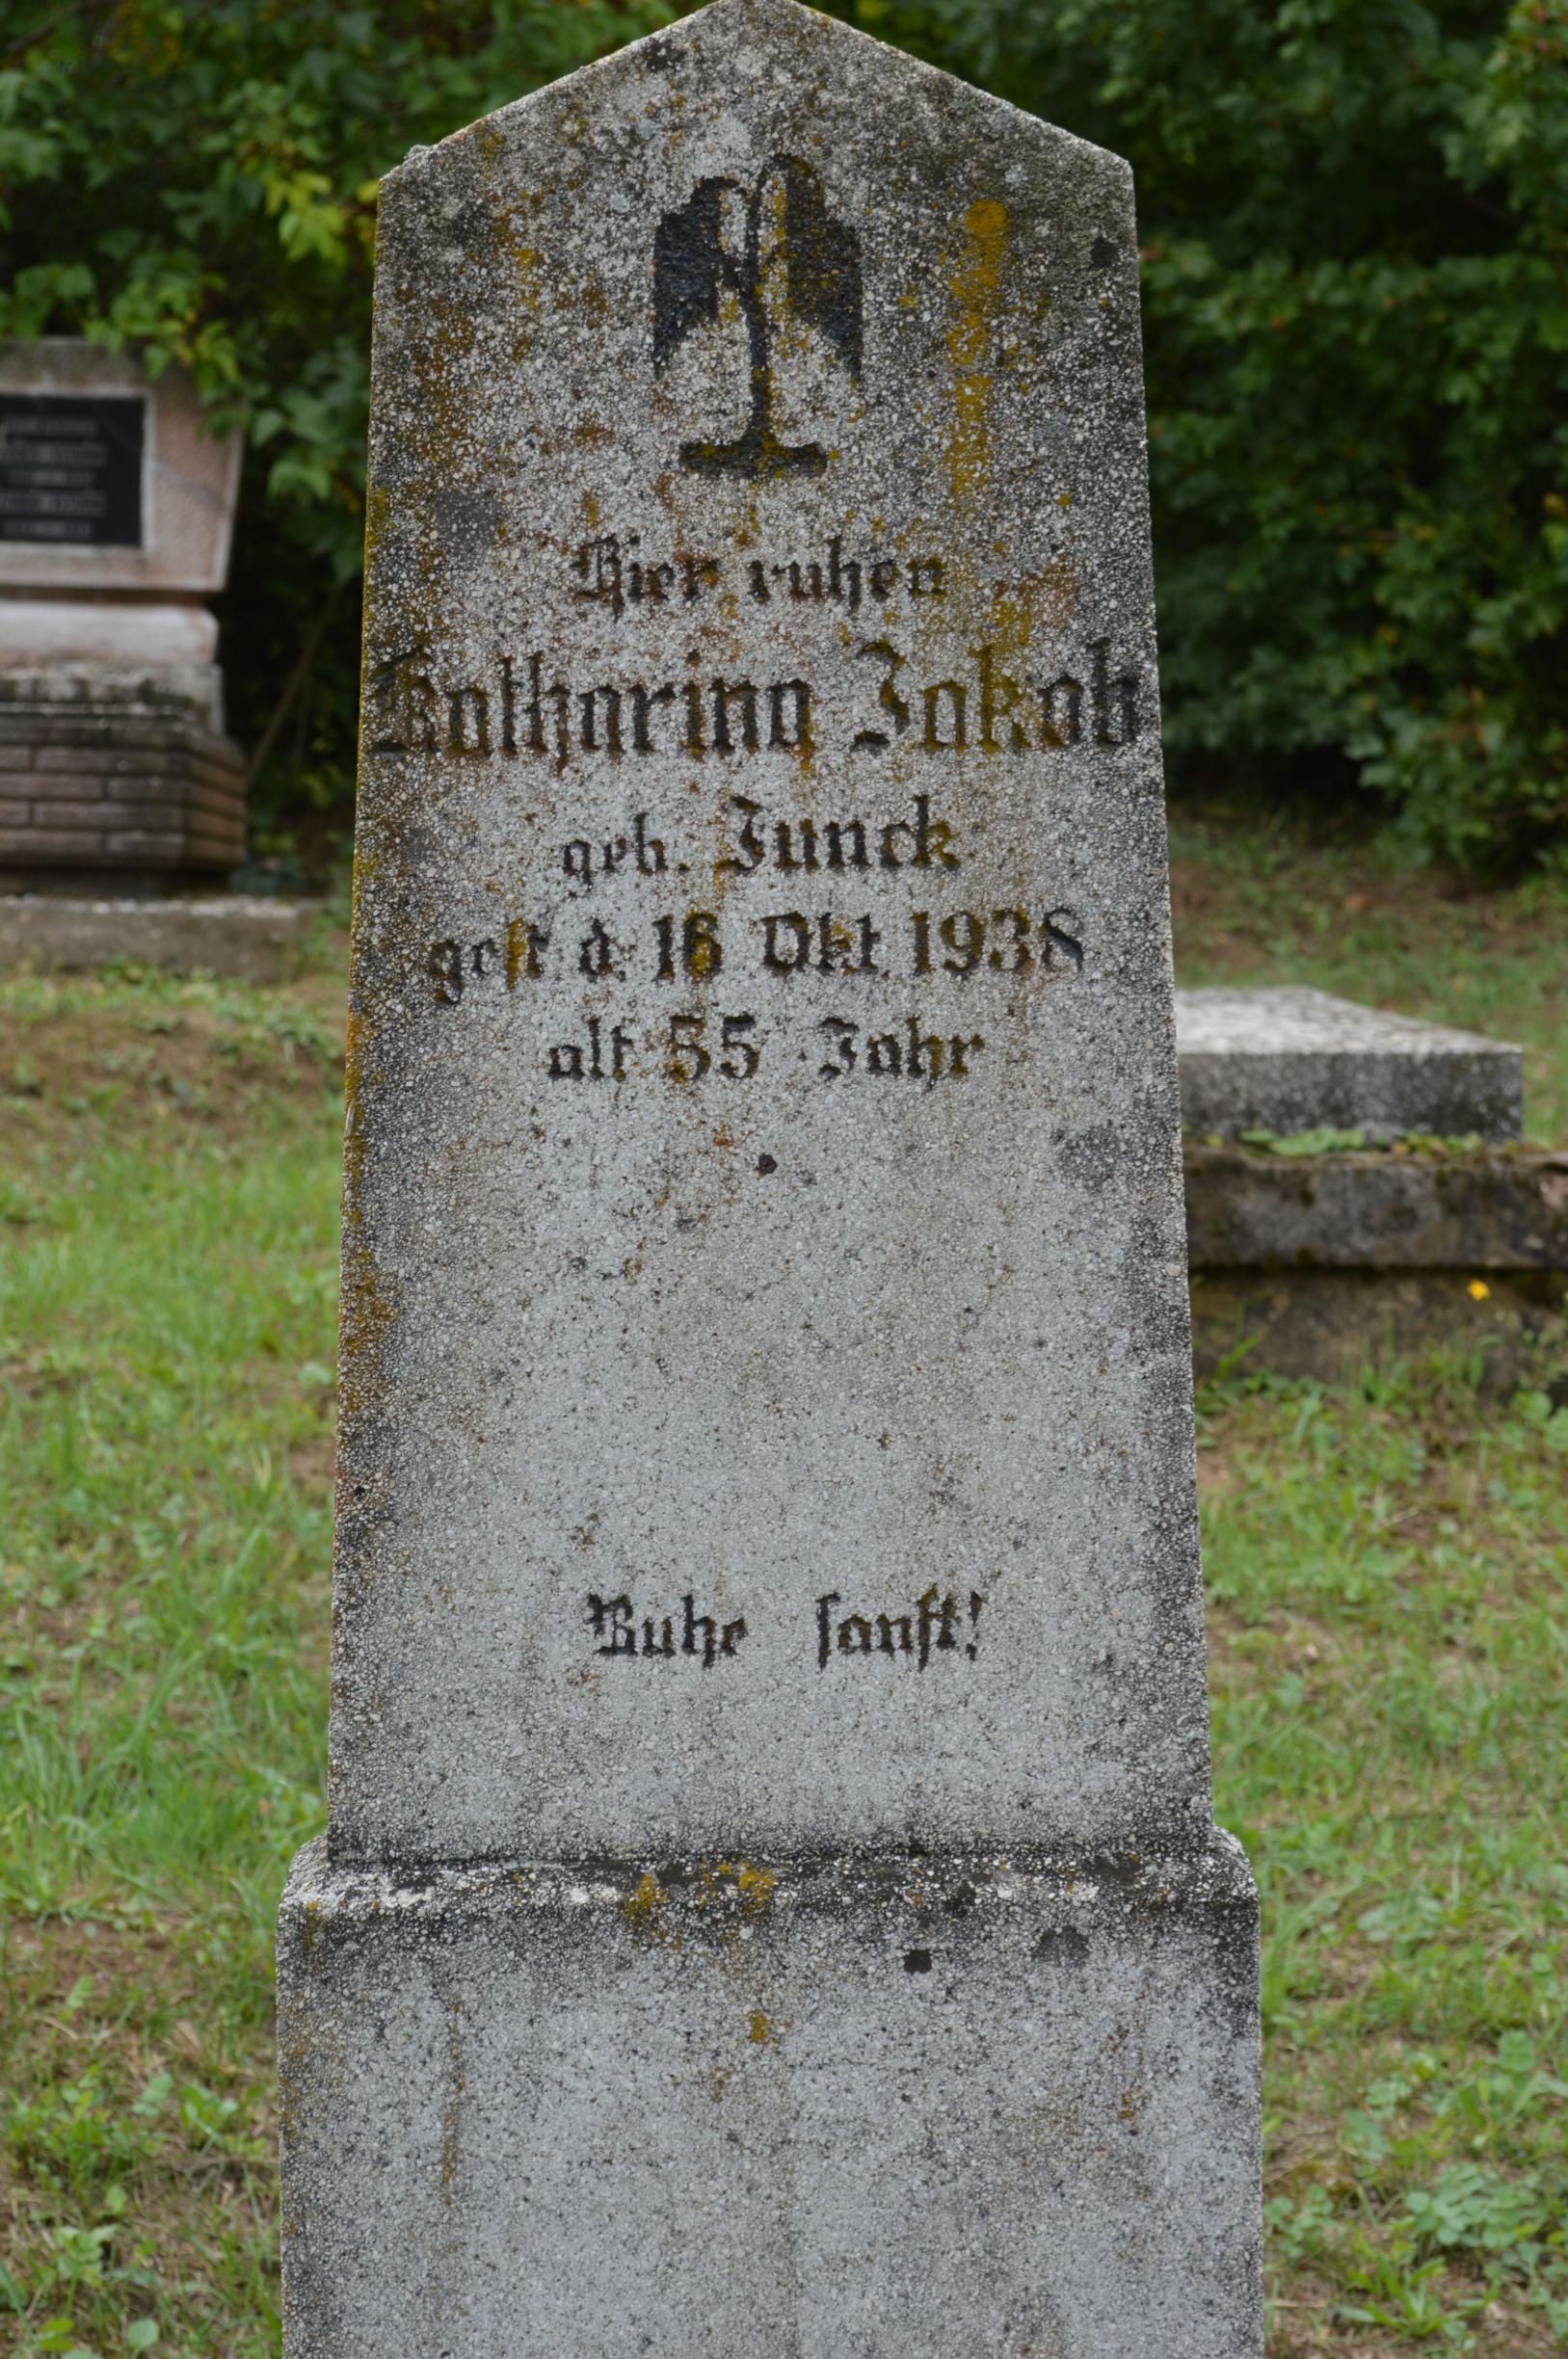 Hier ruhen
Katharina Jakob
geb. Junck
gest d. 16 Okt. 1938
alt 55 Jahr
Ruhe sanft!